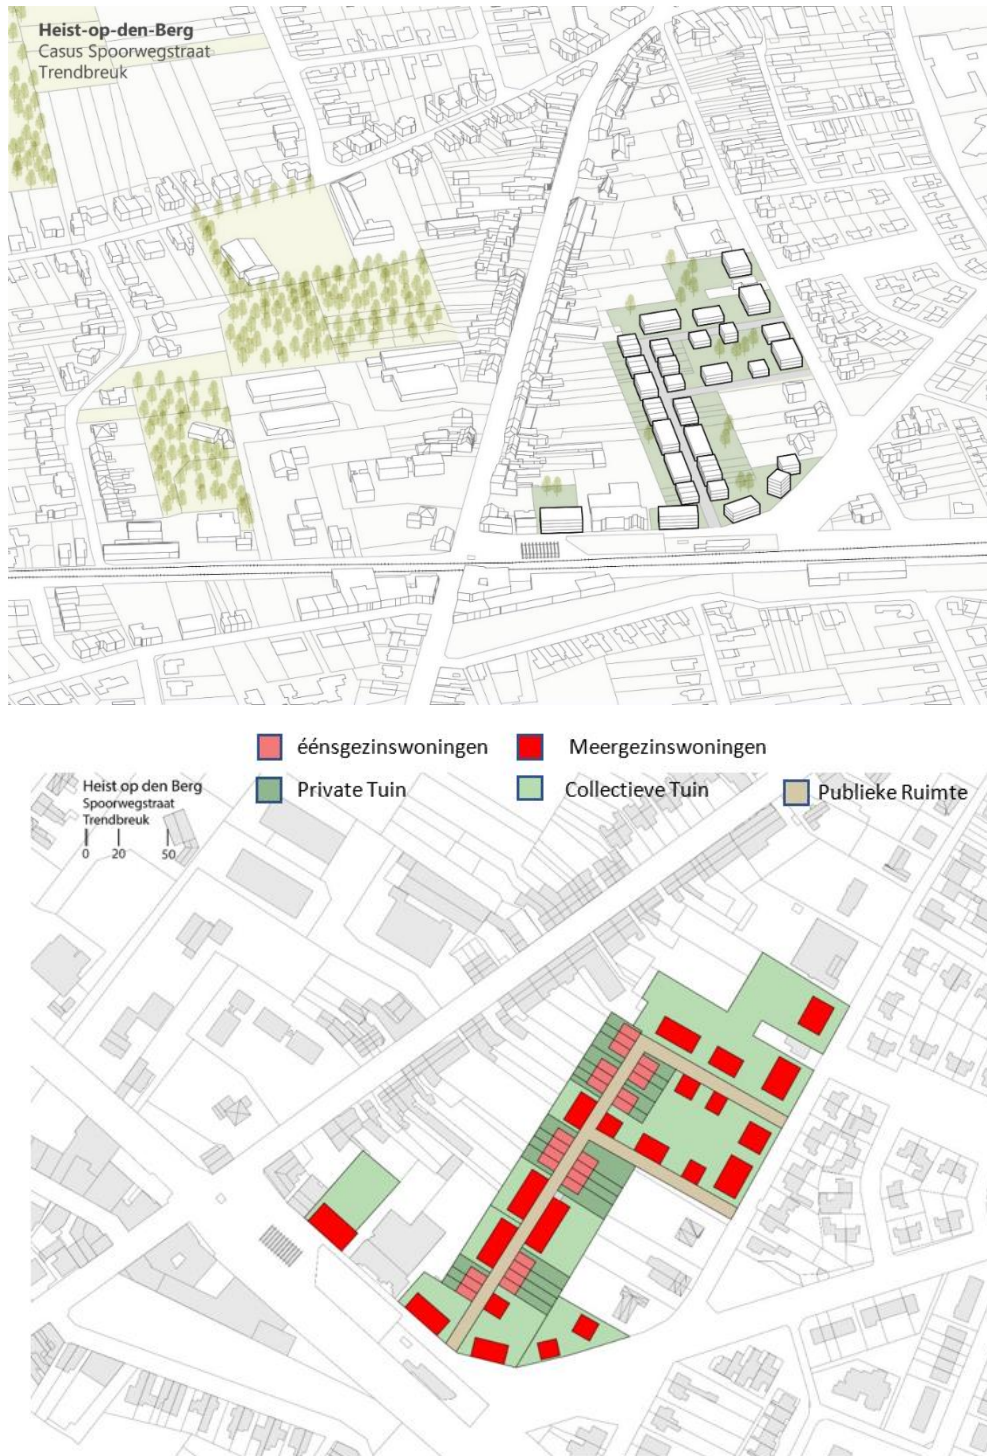 Heist-op-den-Berg
Casus Spoorwegstraat
Trendbreuk
éénsgezinswoningen
Meergezinswoningen
Private Tuin
Collectieve Tuin
Publieke Ruimte
Heist op den Berg
Spoorwegstraat
Trendbreuk
0 20 50